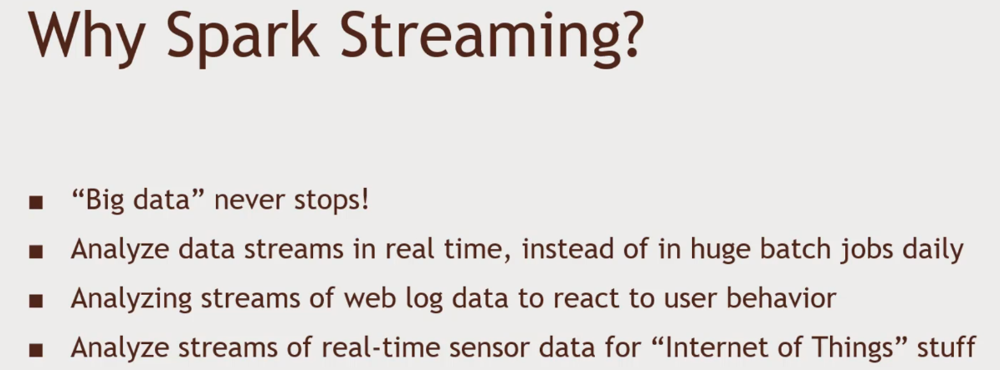 Why Spark Streaming?
▪ “Big data” never stops!
▪ Analyze data streams in real time, instead of in huge batch jobs daily
▪ Analyzing streams of web log data to react to user behavior
▪ Analyze streams of real-time sensor data for “Internet of Things” stuff